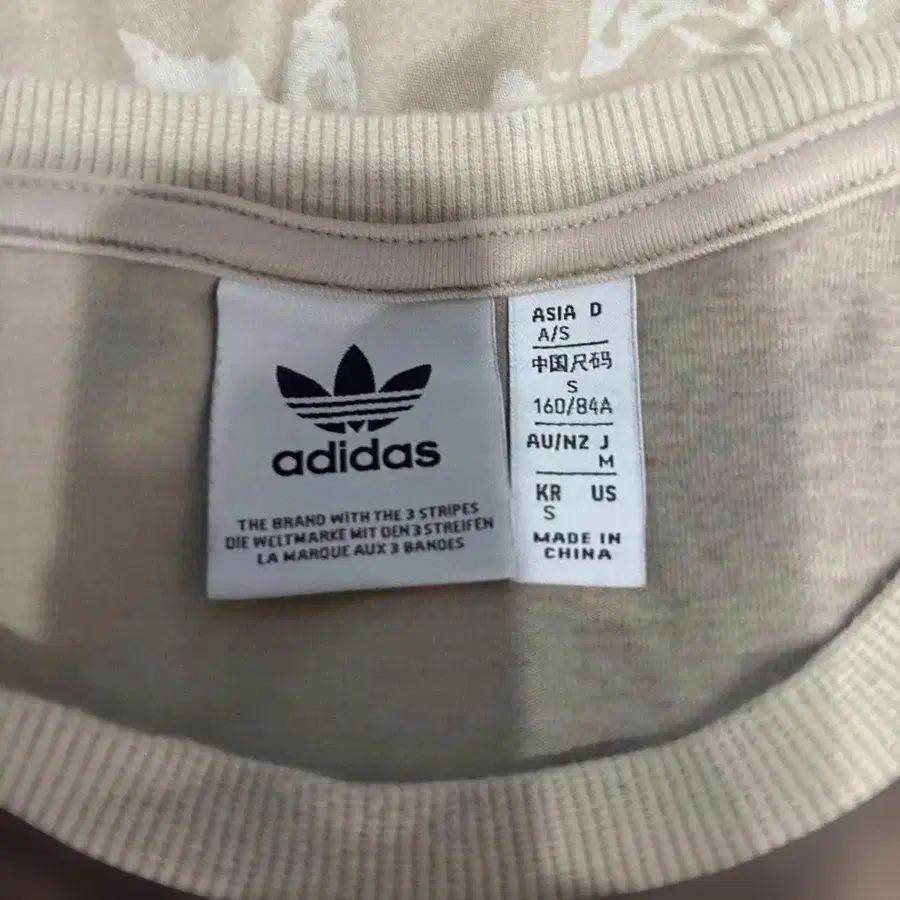 adidas
THE BRAND WITH THE 3 STRIPES
DIE WELTMARKE MIT DEN 3 STREIFEN
LA MARQUE AUX 3 BANDES
ASIA D
A/S
中国尺码
S
160/84A
AU/NZ J
M
KR US
S
MADE IN
CHINA